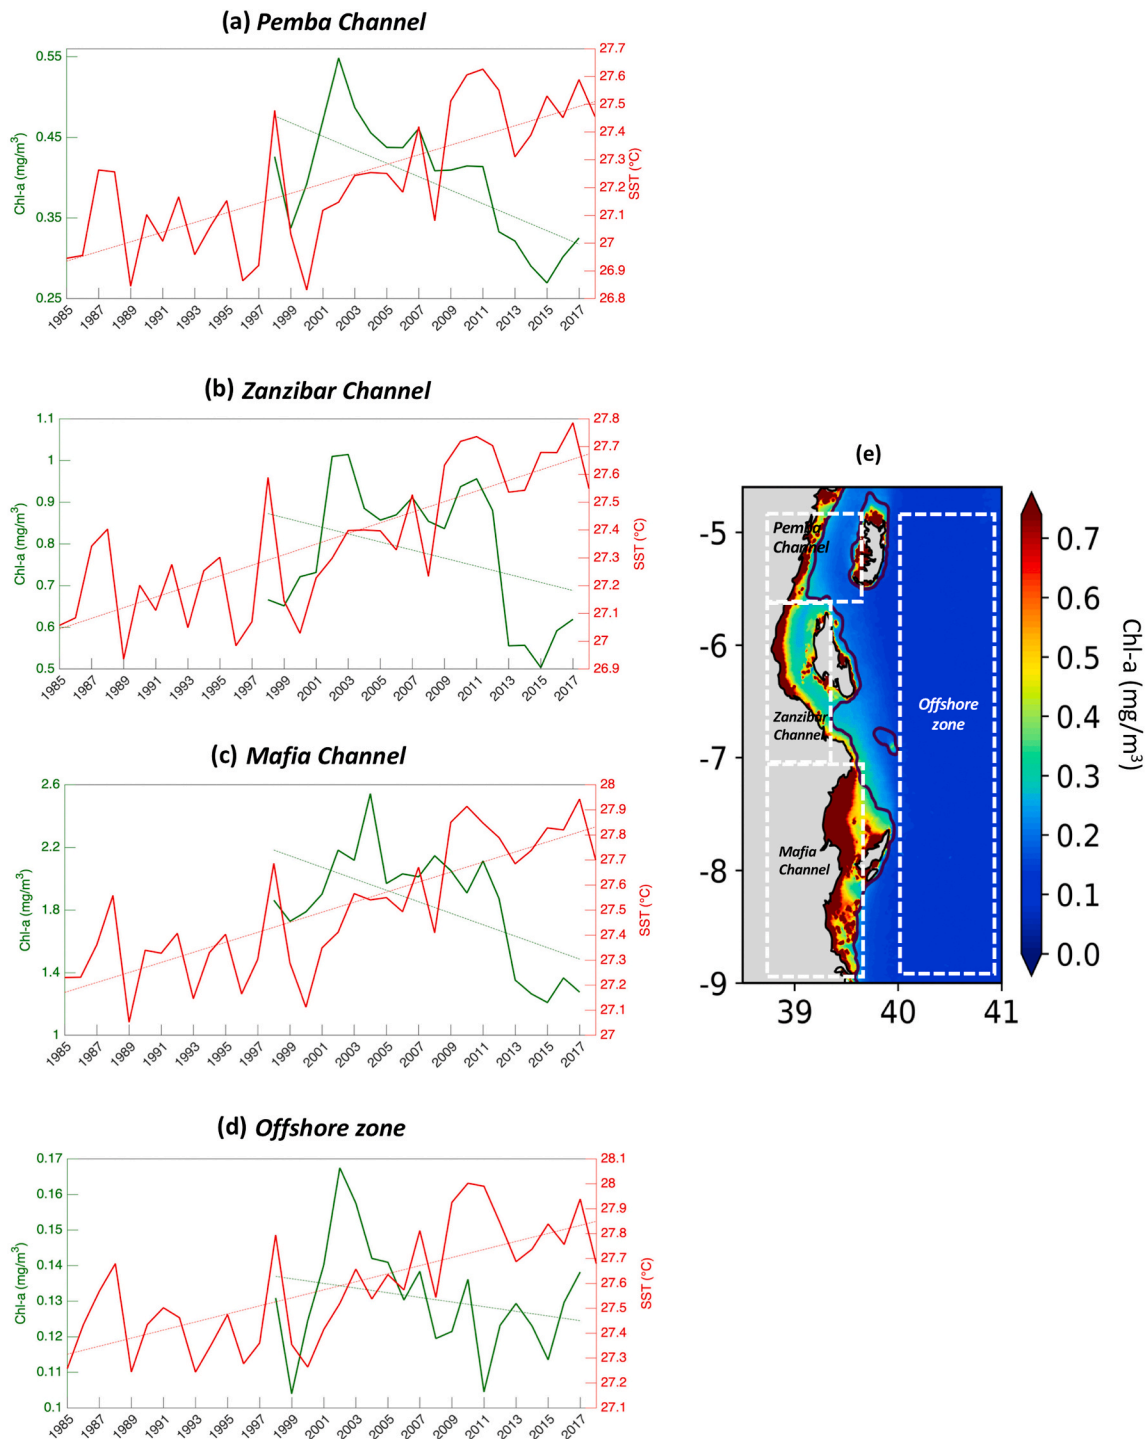 (a) Pemba Channel
0.55
0.45
0.35
0.25
Chl-a (mg/m³)
27.7
27.6
27.5
27.4
27.3
27.2
27.1
27
26.9
26.8
SST (°C)
1985 1987 1989 1991 1993 1995 1997 1999 2001 2003 2005 2007 2009 2011 2013 2015 2017
(b) Zanzibar Channel
1.1
1
0.9
0.8
0.7
0.6
0.5
Chl-a (mg/m³)
27.8
27.7
27.6
27.5
27.4
27.3
27.2
27.1
27
26.9
SST (°C)
1985 1987 1989 1991 1993 1995 1997 1999 2001 2003 2005 2007 2009 2011 2013 2015 2017
(c) Mafia Channel
2.6
2.2
1.8
1.4
1
Chl-a (mg/m³)
28
27.9
27.8
27.7
27.6
27.5
27.4
27.3
27.2
27.1
27
SST (°C)
1985 1987 1989 1991 1993 1995 1997 1999 2001 2003 2005 2007 2009 2011 2013 2015 2017
(d) Offshore zone
0.17
0.16
0.15
0.14
0.13
0.12
0.11
0.1
Chl-a (mg/m³)
28.1
28
27.9
27.8
27.7
27.6
27.5
27.4
27.3
27.2
27.1
SST (°C)
1985 1987 1989 1991 1993 1995 1997 1999 2001 2003 2005 2007 2009 2011 2013 2015 2017
(e)
-5
-6
-7
-8
-9
39 40 41
Pemba
Channel
Zanzibar
Channel
Mafia
Channel
Offshore
zone
0.7
0.6
0.5
0.4
0.3
0.2
0.1
0.0
Chl-a (mg/m³)